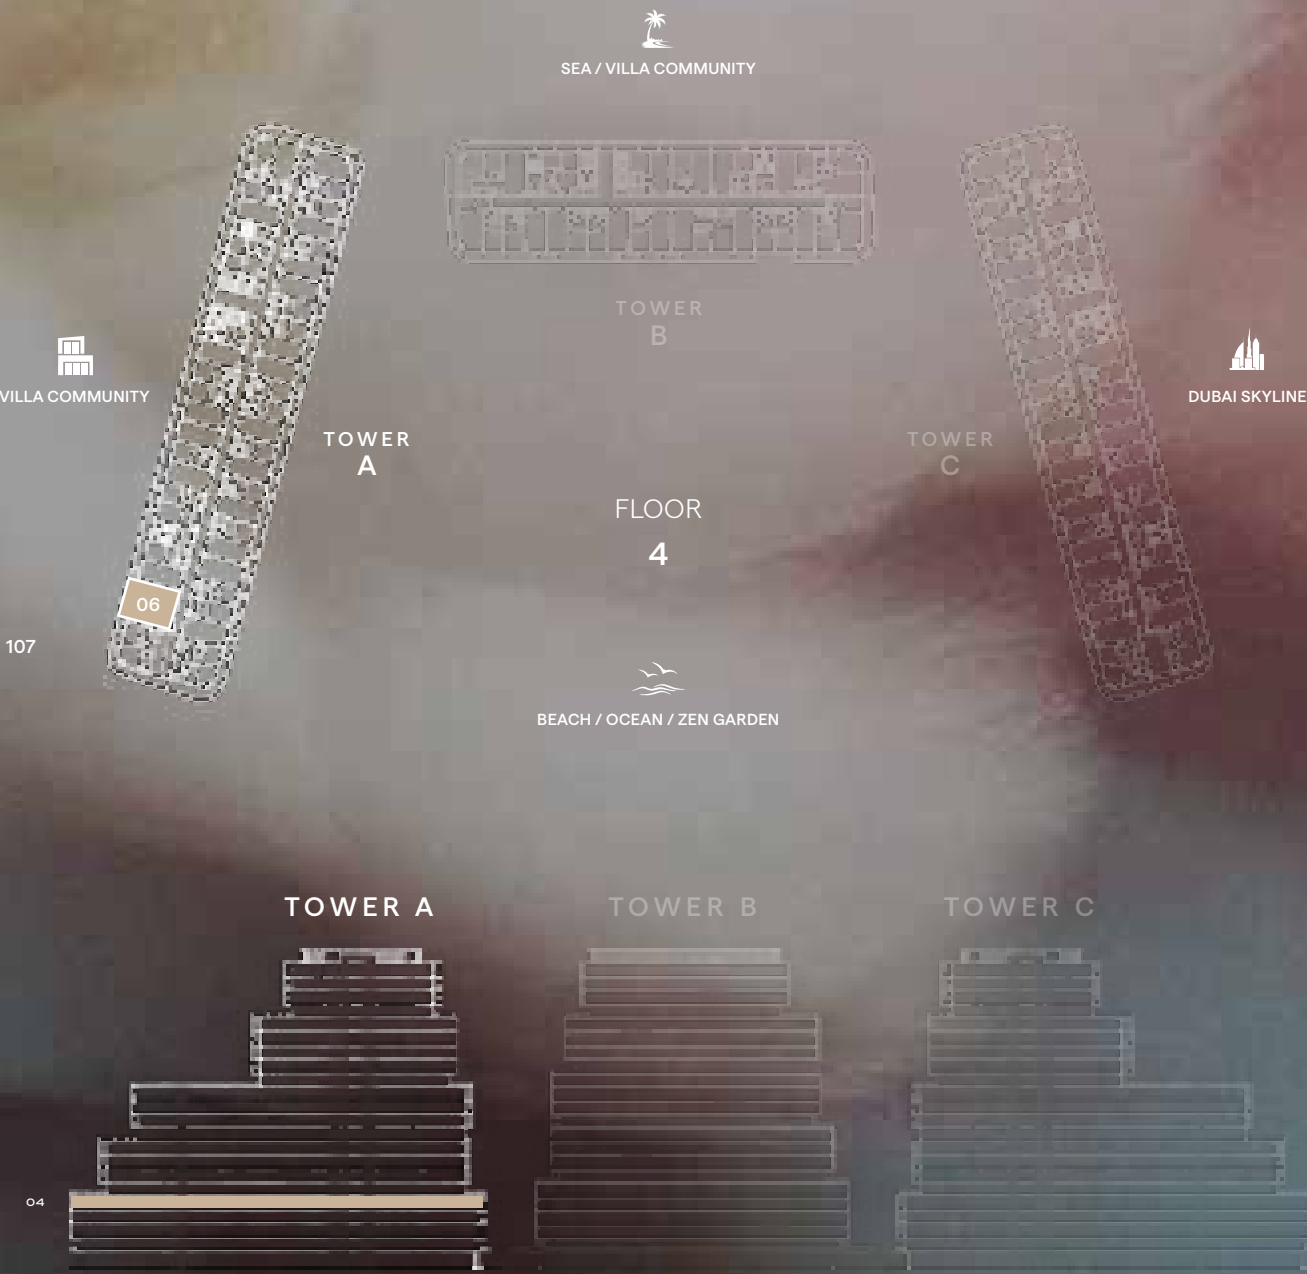 SEA / VILLA COMMUNITY
TOWER
B
VILLA COMMUNITY
DUBAI SKYLINE
TOWER
A
TOWER
C
FLOOR
4
06
107
BEACH / OCEAN / ZEN GARDEN
TOWER A
TOWER B
TOWER C
04